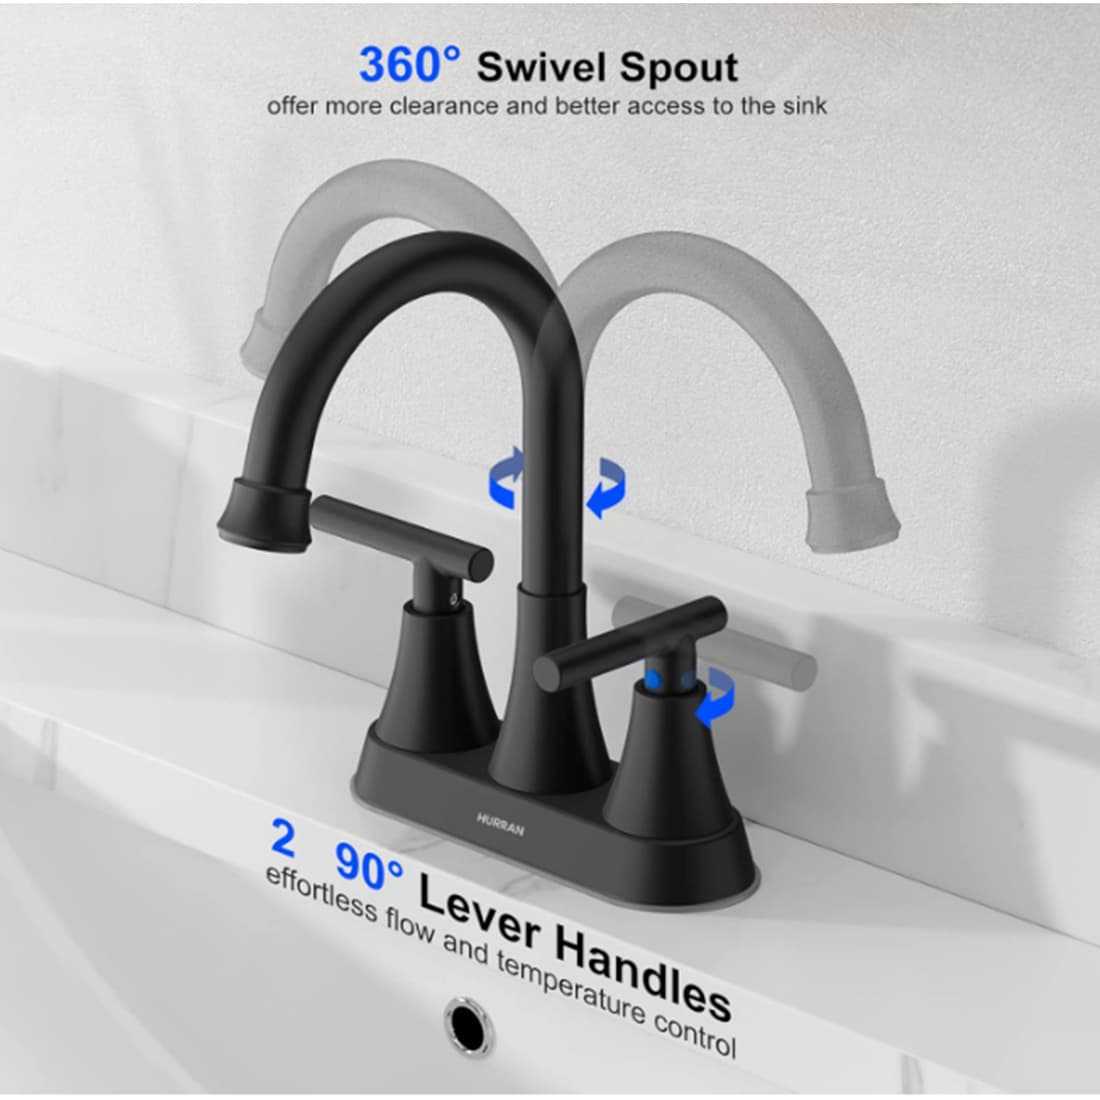 360° Swivel Spout
offer more clearance and better access to the sink
HURRAN
2 90° Lever Handles
effortless flow and temperature control